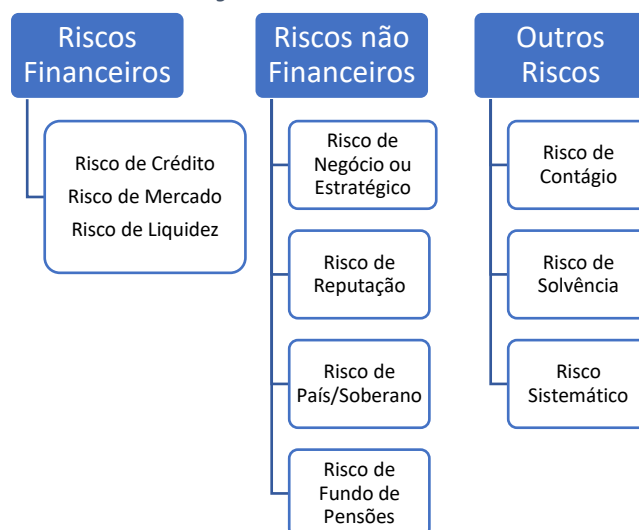 Riscos
Financeiros
Risco de Crédito
Risco de Mercado
Risco de Liquidez
Riscos não
Financeiros
Risco de
Negócio ou
Estratégico
Risco de
Reputação
Risco de
País/Soberano
Risco de
Fundo de
Pensões
Outros
Riscos
Risco de
Contágio
Risco de
Solvência
Risco
Sistemático